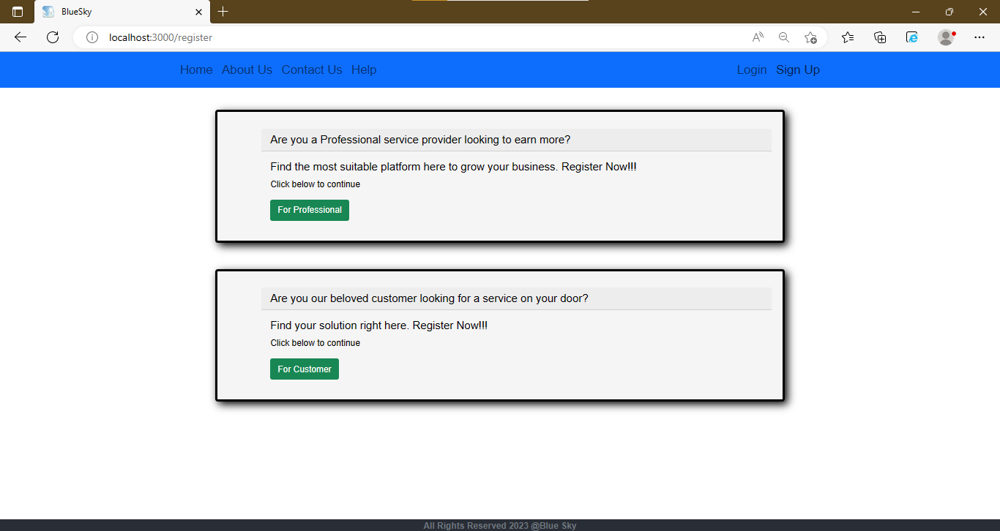 BlueSky
localhost:3000/register
Home About Us Contact Us Help Login Sign Up
Are you a Professional service provider looking to earn more?
Find the most suitable platform here to grow your business. Register Now!!!
Click below to continue
For Professional
Are you our beloved customer looking for a service on your door?
Find your solution right here. Register Now!!!
Click below to continue
For Customer
All Rights Reserved 2023 @Blue Sky